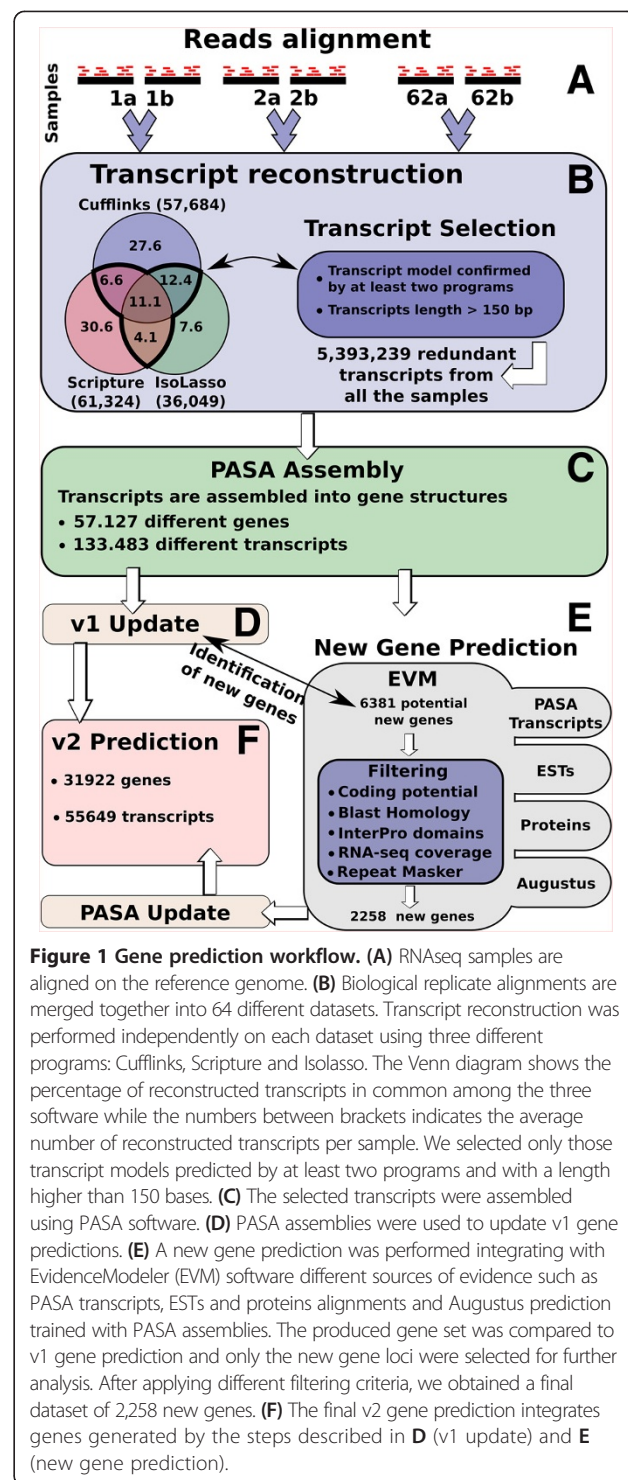 Reads alignment
Samples
1a 1b
2a 2b
62a 62b
A
Transcript reconstruction
B
Cufflinks (57,684)
27.6
6.6
12.4
11.1
30.6
7.6
4.1
Scripture
(61,324)
IsoLasso
(36,049)
Transcript Selection
• Transcript model confirmed
by at least two programs
• Transcripts length > 150 bp
5,393,239 redundant
transcripts from
all the samples
PASA Assembly
C
Transcripts are assembled into gene structures
• 57.127 different genes
• 133.483 different transcripts
v1 Update
D
Identification
of new genes
New Gene Prediction
E
EVM
6381 potential
new genes
Filtering
• Coding potential
• Blast Homology
• InterPro domains
• RNA-seq coverage
• Repeat Masker
2258 new genes
PASA
Transcripts
ESTs
Proteins
Augustus
v2 Prediction
F
• 31922 genes
• 55649 transcripts
PASA Update
Figure 1 Gene prediction workflow. (A) RNAseq samples are
aligned on the reference genome. (B) Biological replicate alignments are
merged together into 64 different datasets. Transcript reconstruction was
performed independently on each dataset using three different
programs: Cufflinks, Scripture and Isolasso. The Venn diagram shows the
percentage of reconstructed transcripts in common among the three
software while the numbers between brackets indicates the average
number of reconstructed transcripts per sample. We selected only those
transcript models predicted by at least two programs and with a length
higher than 150 bases. (C) The selected transcripts were assembled
using PASA software. (D) PASA assemblies were used to update v1 gene
predictions. (E) A new gene prediction was performed integrating with
EvidenceModeler (EVM) software different sources of evidence such as
PASA transcripts, ESTs and proteins alignments and Augustus prediction
trained with PASA assemblies. The produced gene set was compared to
v1 gene prediction and only the new gene loci were selected for further
analysis. After applying different filtering criteria, we obtained a final
dataset of 2,258 new genes. (F) The final v2 gene prediction integrates
genes generated by the steps described in D (v1 update) and E
(new gene prediction).